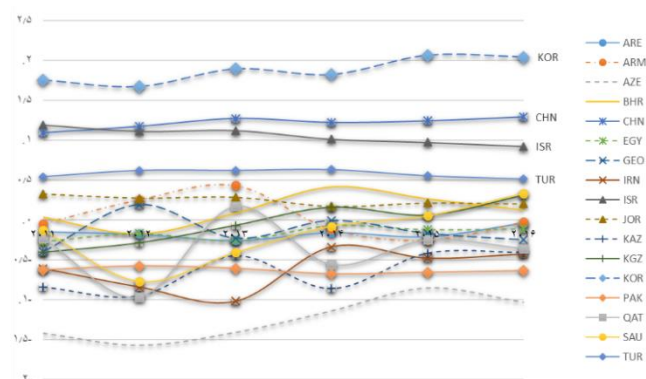 ۲٫۵
۲٫
۱٫۵
۱٫
۰٫۵
۰٫
-۰٫۵
-۱٫
-۱٫۵
-۲٫
KOR
CHN
ISR
TUR
ARE
ARM
AZE
BHR
CHN
EGY
GEO
IRN
ISR
JOR
KAZ
KGZ
KOR
PAK
QAT
SAU
TUR